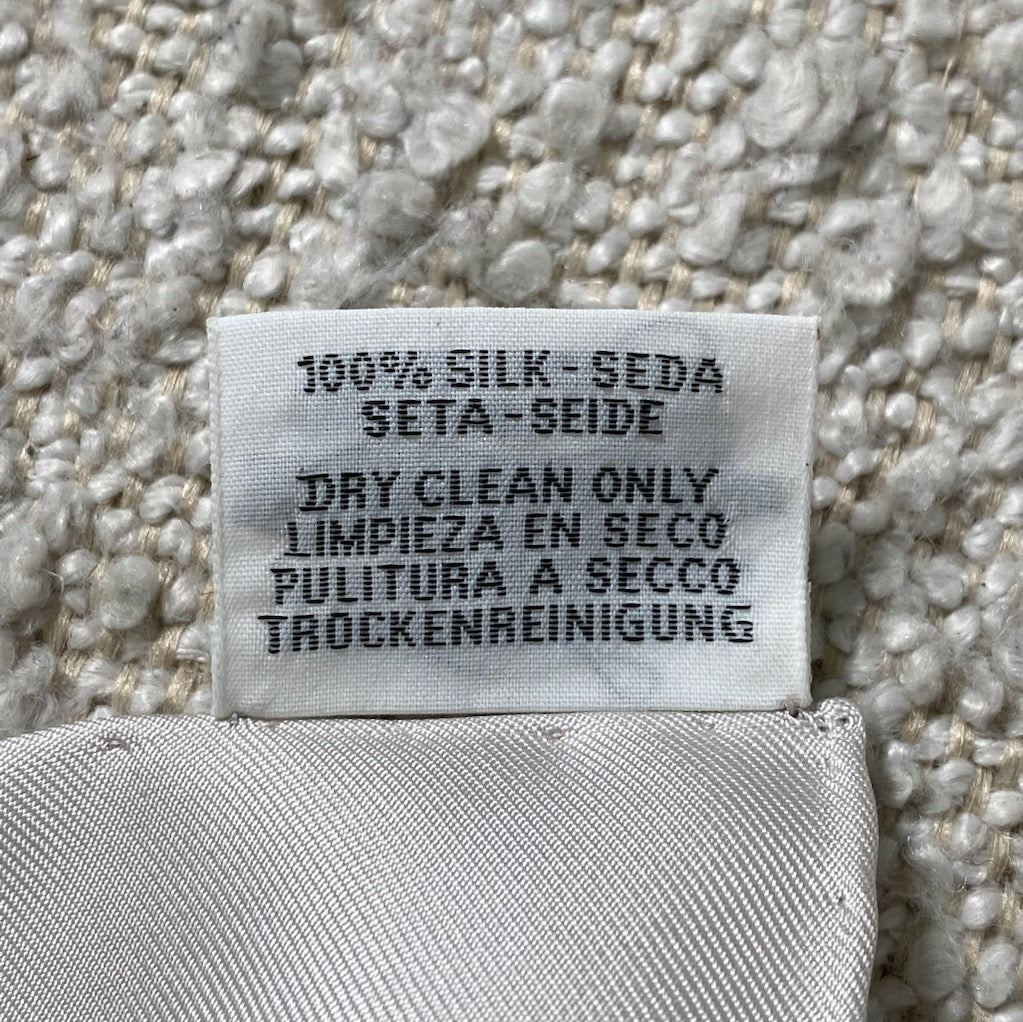 100% SILK - SEDA
SETA - SEIDE
DRY CLEAN ONLY
LIMPIEZA EN SECO
PULITURA A SECCO
TROCKENREINIGUNG